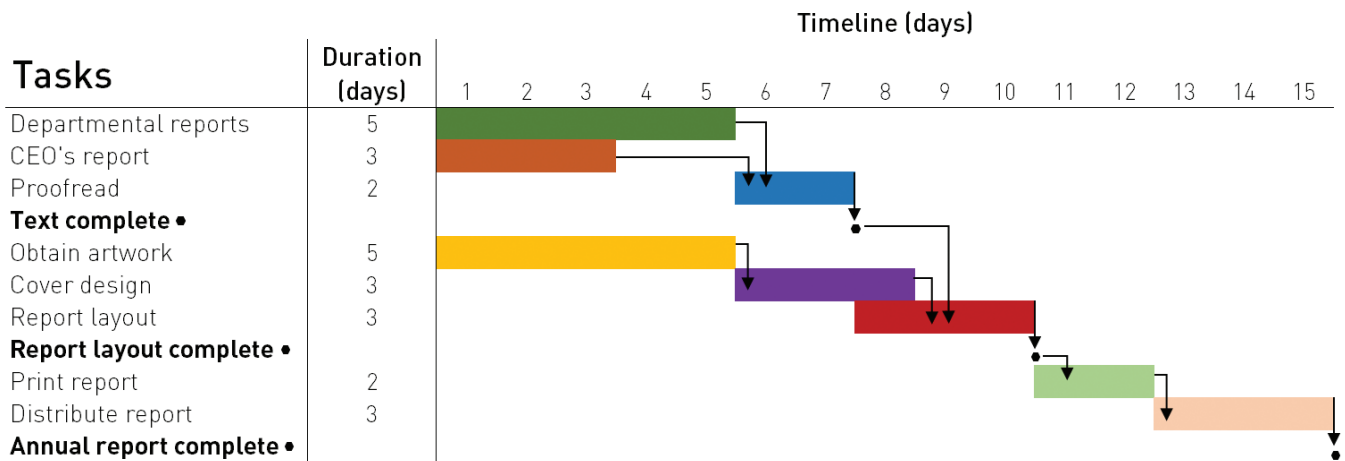 Timeline (days)
Tasks Duration (days) 1 2 3 4 5 6 7 8 9 10 11 12 13 14 15
Departmental reports 5
CEO's report 3
Proofread 2
Text complete •
Obtain artwork 5
Cover design 3
Report layout 3
Report layout complete •
Print report 2
Distribute report 3
Annual report complete •